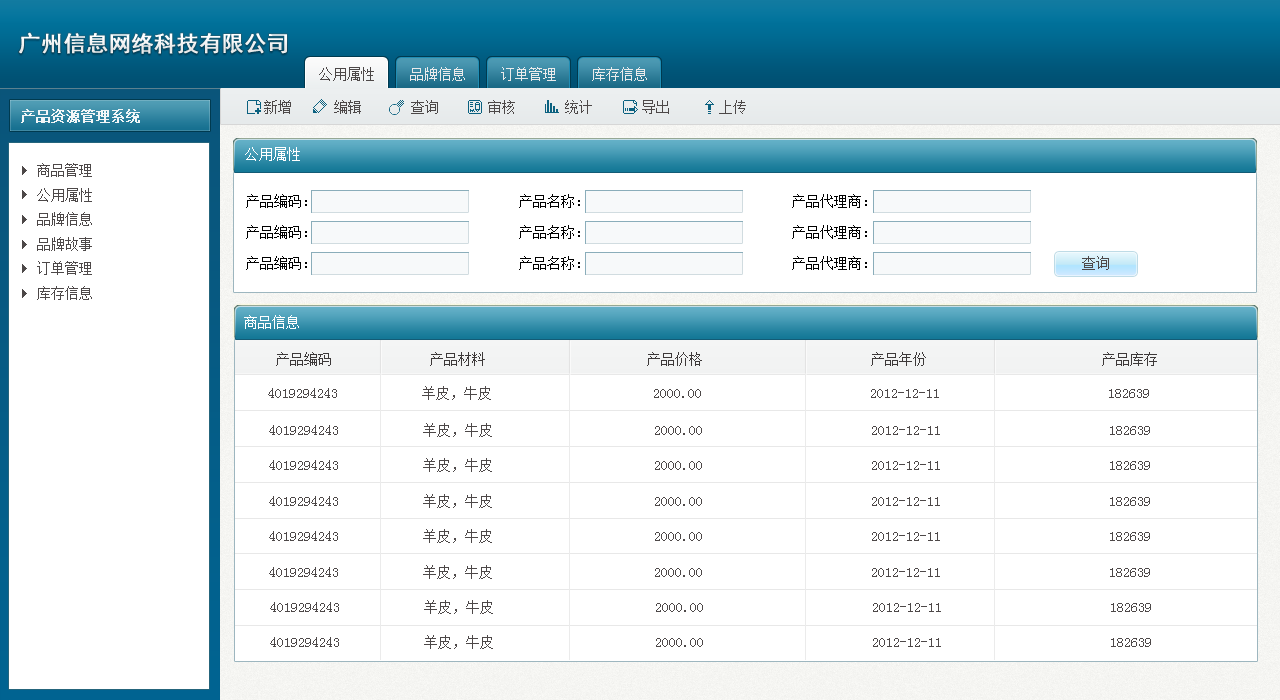 广州信息网络科技有限公司
公用属性 品牌信息 订单管理 库存信息
新增 编辑 查询 审核 统计 导出 上传
产品资源管理系统
商品管理
公用属性
品牌信息
品牌故事
订单管理
库存信息
公用属性
产品编码: 产品名称: 产品代理商:
产品编码: 产品名称: 产品代理商:
产品编码: 产品名称: 产品代理商: 查询
商品信息
产品编码 产品材料 产品价格 产品年份 产品库存
4019294243 羊皮，牛皮 2000.00 2012-12-11 182639
4019294243 羊皮，牛皮 2000.00 2012-12-11 182639
4019294243 羊皮，牛皮 2000.00 2012-12-11 182639
4019294243 羊皮，牛皮 2000.00 2012-12-11 182639
4019294243 羊皮，牛皮 2000.00 2012-12-11 182639
4019294243 羊皮，牛皮 2000.00 2012-12-11 182639
4019294243 羊皮，牛皮 2000.00 2012-12-11 182639
4019294243 羊皮，牛皮 2000.00 2012-12-11 182639